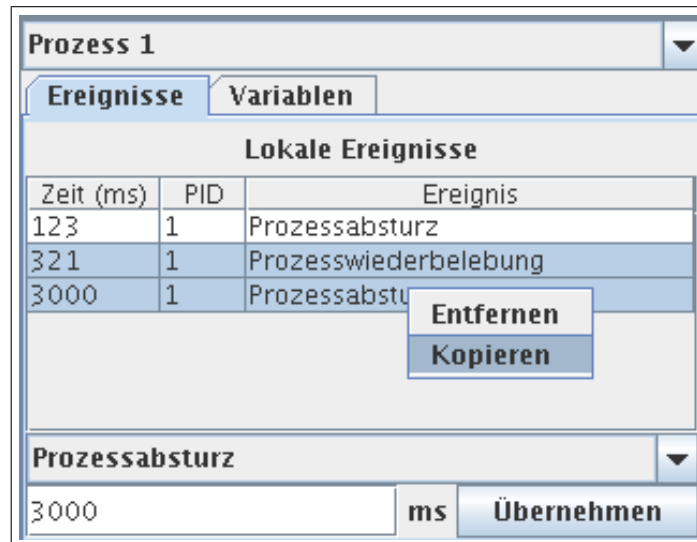 Prozess 1
Ereignisse Variablen
Lokale Ereignisse
Zeit (ms) PID Ereignis
123 1 Prozessabsturz
321 1 Prozesswiederbelebung
3000 1 Prozessabstu
Entfernen
Kopieren
Prozessabsturz
3000 ms Übernehmen